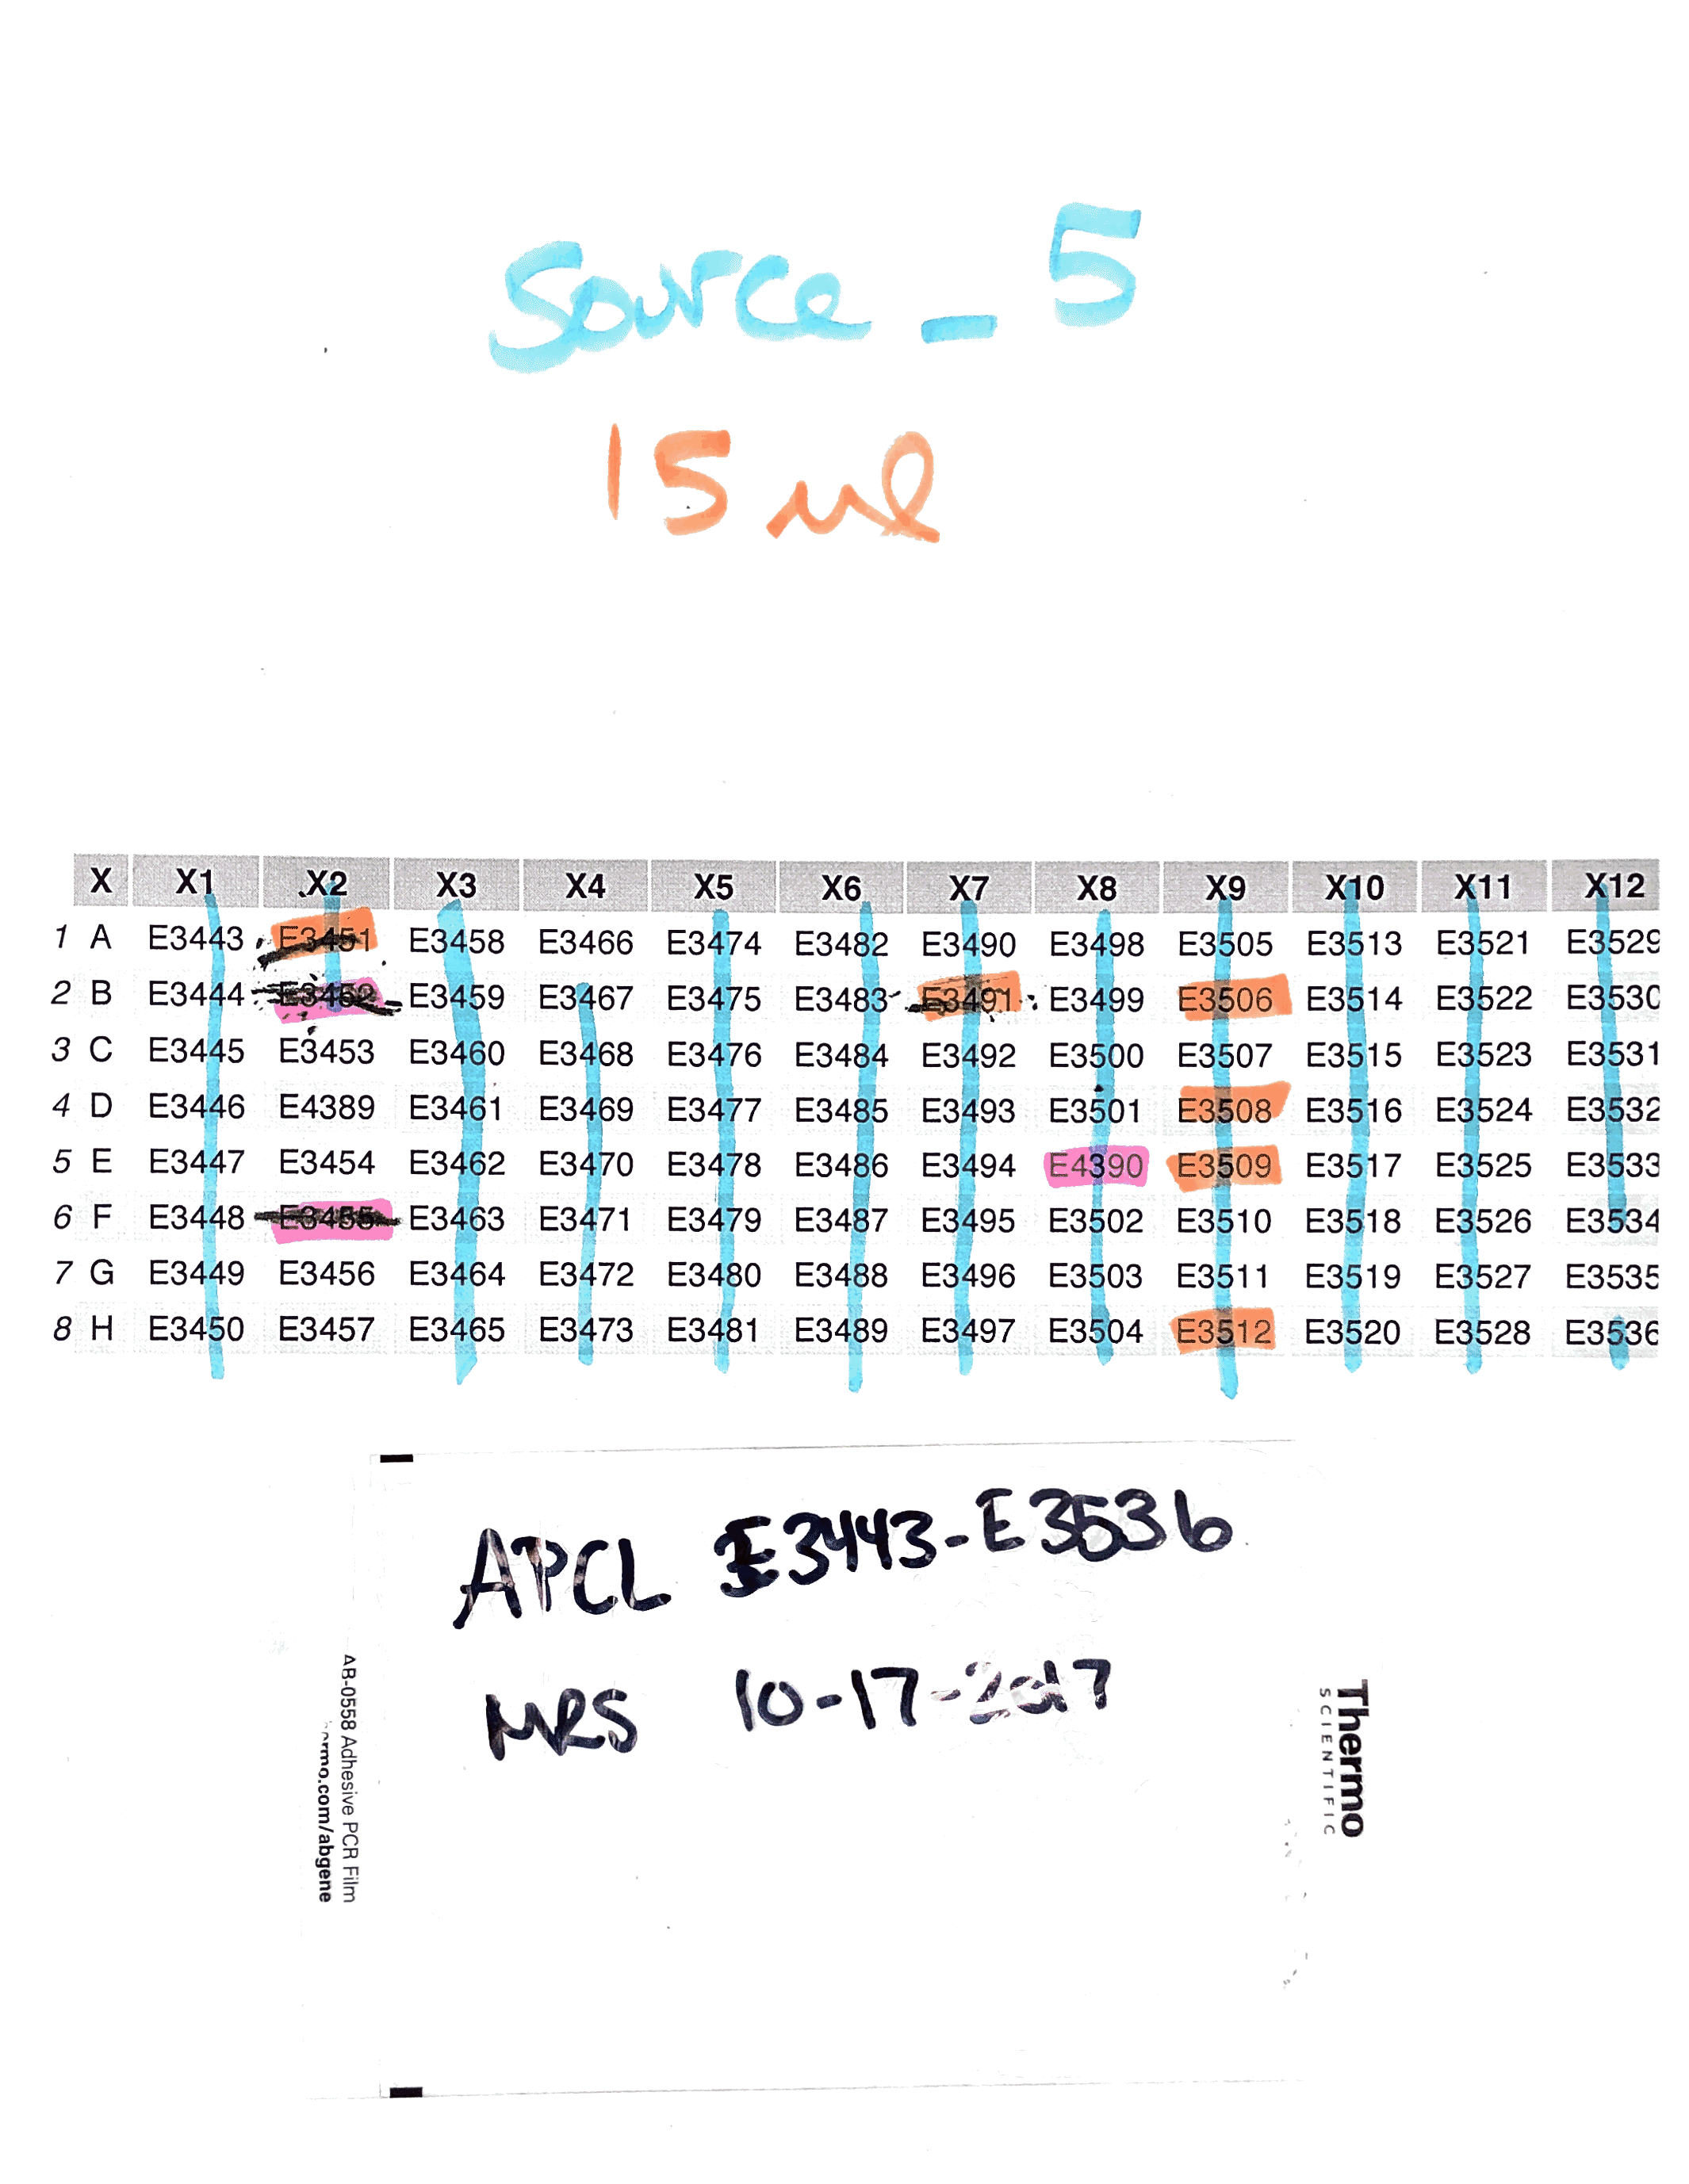 Source_5
15 ul
X X1 X2 X3 X4 X5 X6 X7 X8 X9 X10 X11 X12
1 A E3443 E3451 E3458 E3466 E3474 E3482 E3490 E3498 E3505 E3513 E3521 E3529
2 B E3444 E3452 E3459 E3467 E3475 E3483 E3491 E3499 E3506 E3514 E3522 E3530
3 C E3445 E3453 E3460 E3468 E3476 E3484 E3492 E3500 E3507 E3515 E3523 E3531
4 D E3446 E4389 E3461 E3469 E3477 E3485 E3493 E3501 E3508 E3516 E3524 E3532
5 E E3447 E3454 E3462 E3470 E3478 E3486 E3494 E4390 E3509 E3517 E3525 E3533
6 F E3448 E3455 E3463 E3471 E3479 E3487 E3495 E3502 E3510 E3518 E3526 E3534
7 G E3449 E3456 E3464 E3472 E3480 E3488 E3496 E3503 E3511 E3519 E3527 E3535
8 H E3450 E3457 E3465 E3473 E3481 E3489 E3497 E3504 E3512 E3520 E3528 E3536
APCL E3443-E3536
MRS 10-17-2017
AB-0558 Adhesive PCR Film
ermo.com/abgene
Thermo
SCIENTIFIC